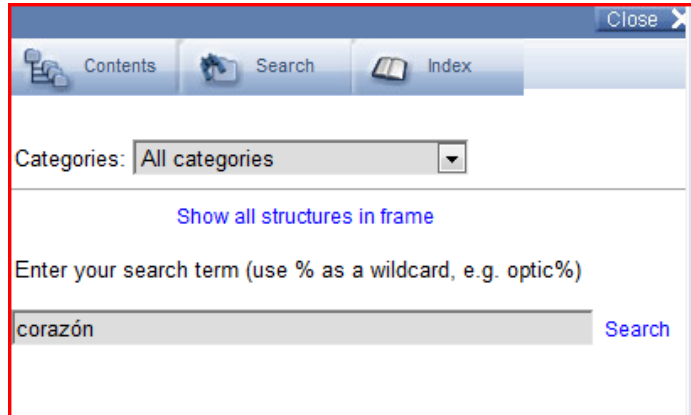 Close
Contents Search Index
Categories: All categories
Show all structures in frame
Enter your search term (use % as a wildcard, e.g. optic%)
corazón Search